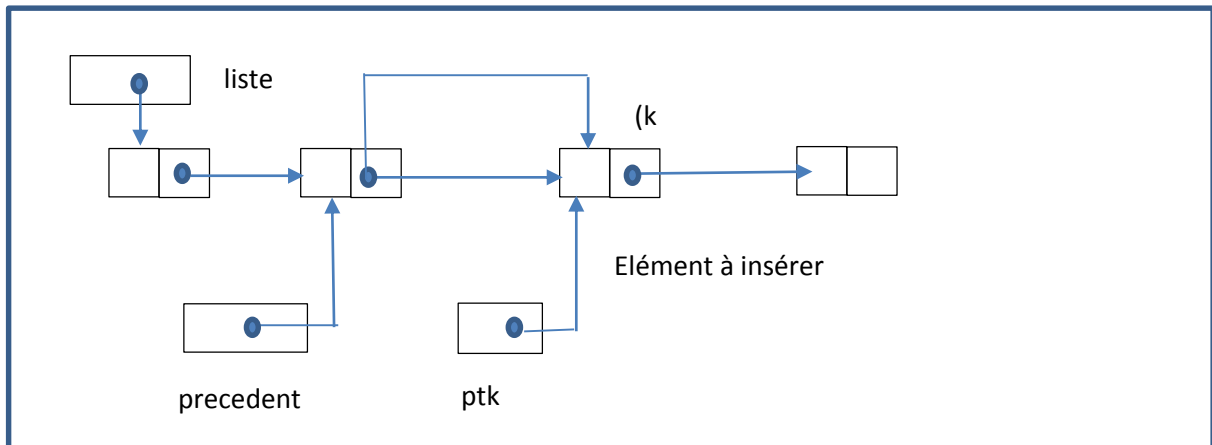 liste
(k
Elément à insérer
precedent
ptk